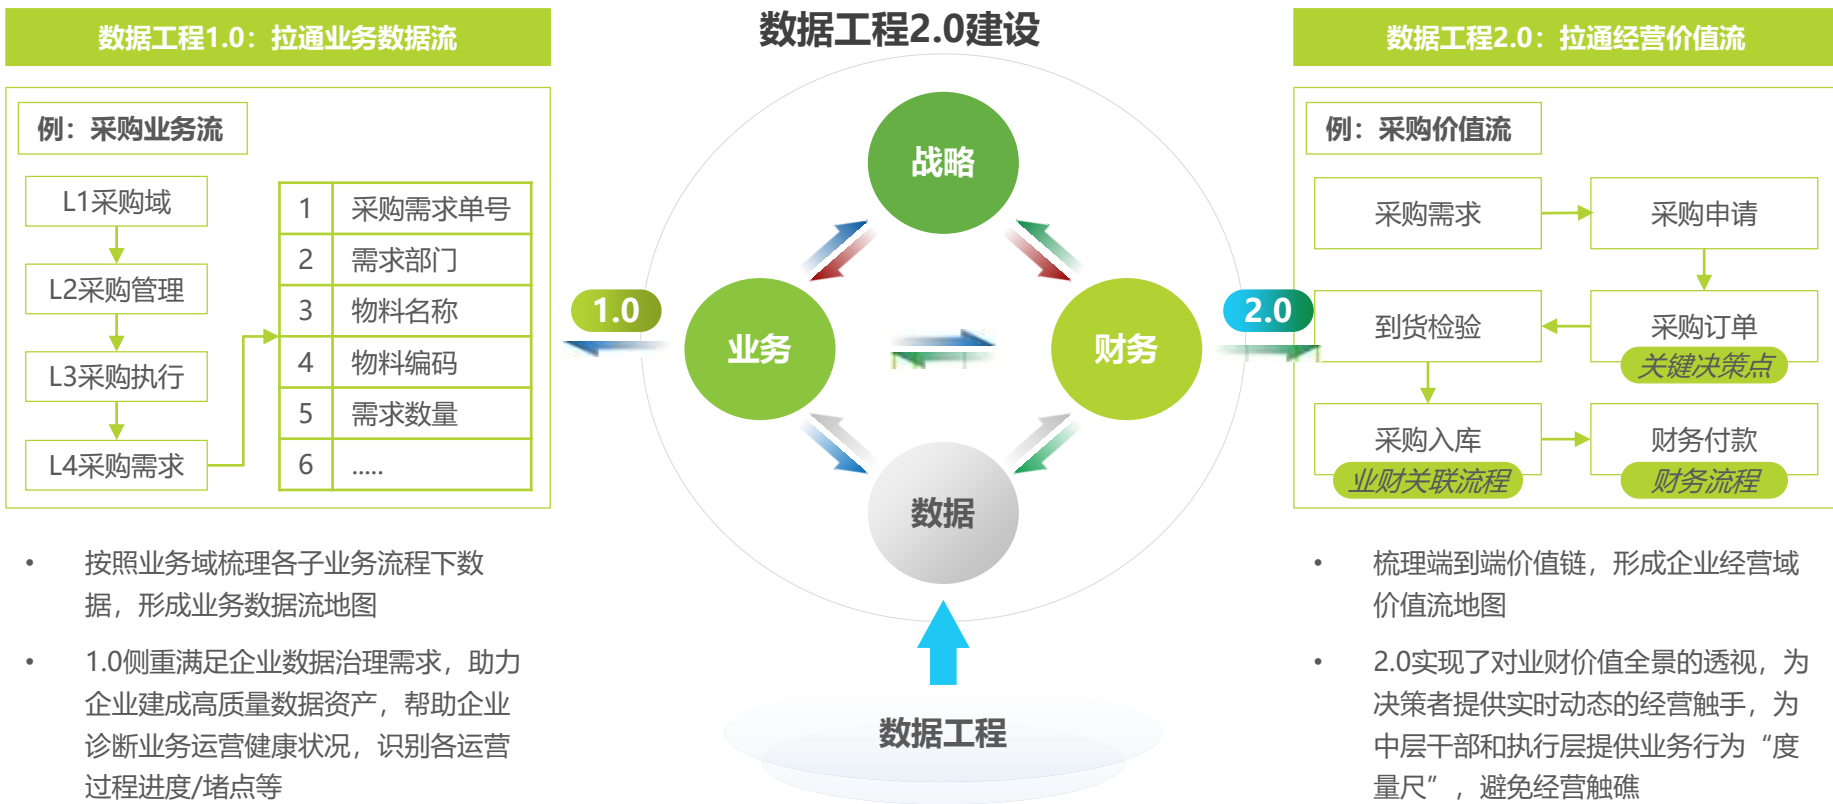 数据工程2.0建设
数据工程1.0：拉通业务数据流
例：采购业务流
L1采购域
L2采购管理
L3采购执行
L4采购需求
1 采购需求单号
2 需求部门
3 物料名称
4 物料编码
5 需求数量
6 .....
• 按照业务域梳理各子业务流程下数
据，形成业务数据流地图
• 1.0侧重满足企业数据治理需求，助力
企业建成高质量数据资产，帮助企业
诊断业务运营健康状况，识别各运营
过程进度/堵点等
战略
1.0
业务
财务
2.0
数据
数据工程
数据工程2.0：拉通经营价值流
例：采购价值流
采购需求
采购申请
到货检验
采购订单
关键决策点
采购入库
业财关联流程
财务付款
财务流程
• 梳理端到端价值链，形成企业经营域
价值流地图
• 2.0实现了对业财价值全景的透视，为
决策者提供实时动态的经营触手，为
中层干部和执行层提供业务行为“度
量尺”，避免经营触礁